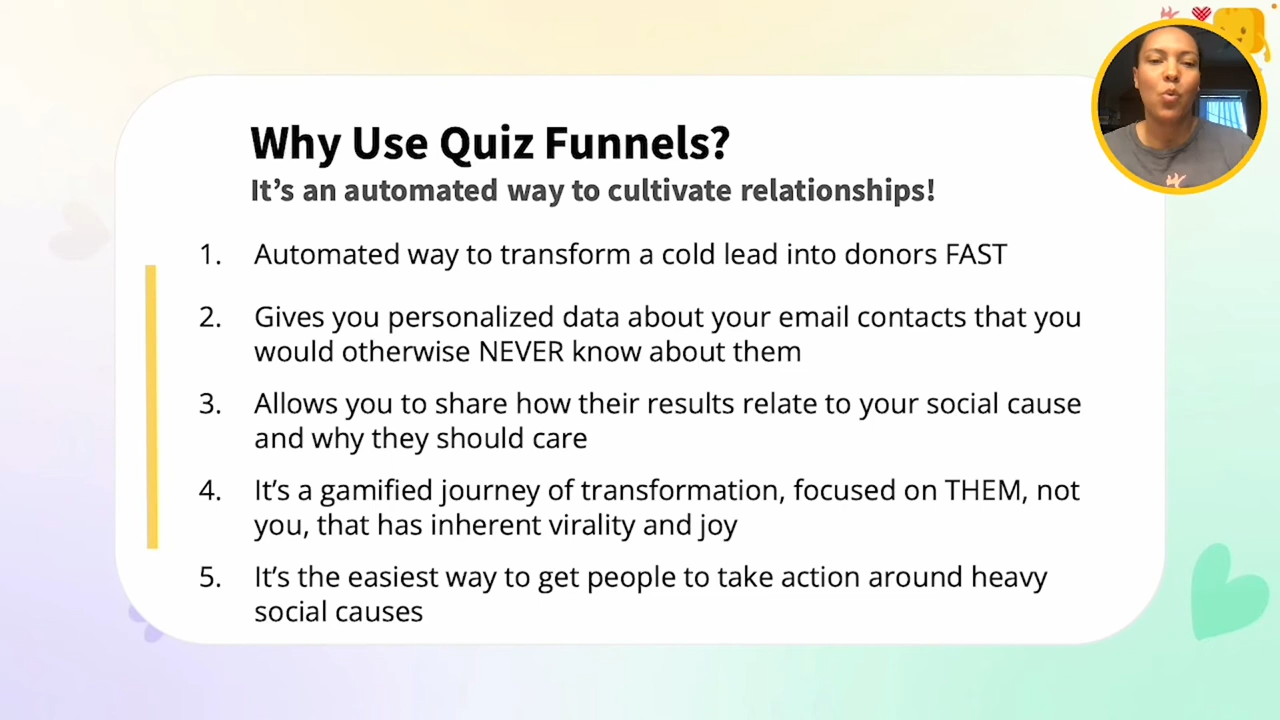 Why Use Quiz Funnels?
It’s an automated way to cultivate relationships!
1. Automated way to transform a cold lead into donors FAST
2. Gives you personalized data about your email contacts that you
would otherwise NEVER know about them
3. Allows you to share how their results relate to your social cause
and why they should care
4. It’s a gamified journey of transformation, focused on THEM, not
you, that has inherent virality and joy
5. It’s the easiest way to get people to take action around heavy
social causes